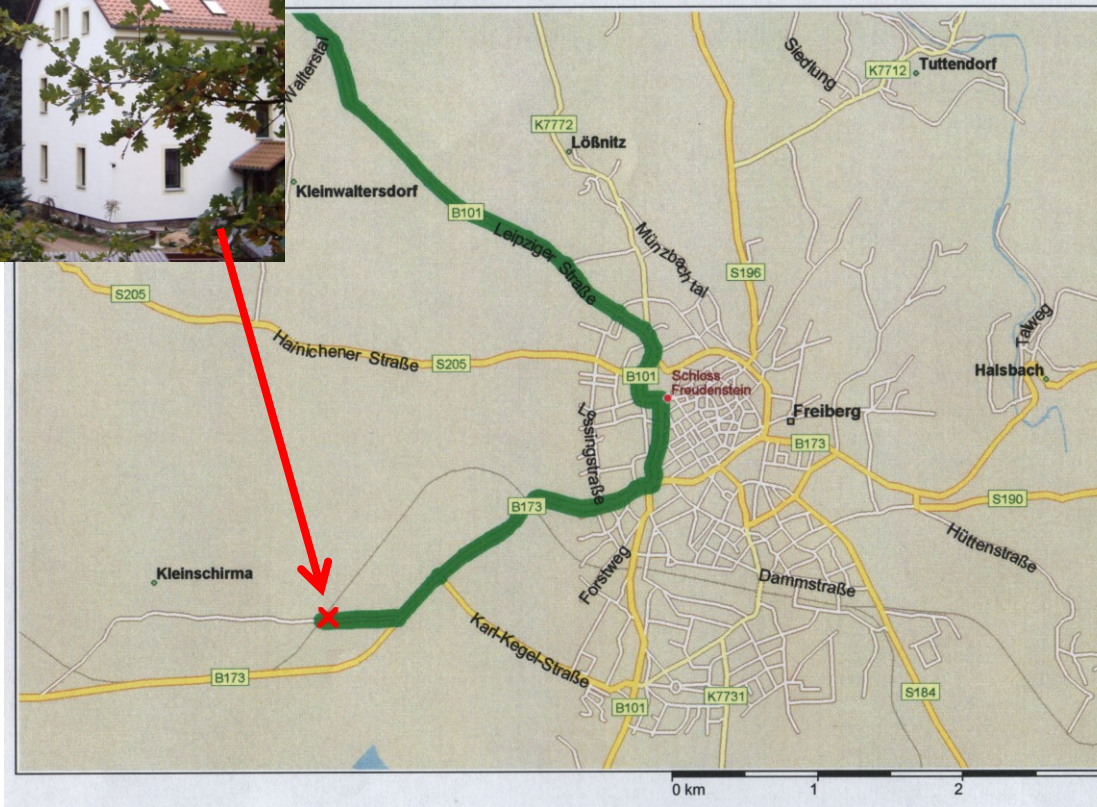 Walterstal
Siedlung
K7712
Tuttendorf
K7772
Lößnitz
Kleinwaltersdorf
B101
Leipziger Straße
Münzbachtal
S196
S205
Talweg
Hainichener Straße
S205
B101
Schloss
Freudenstein
Halsbach
Lessingstraße
Freiberg
B173
B173
S190
Hüttenstraße
Kleinschirma
Forstweg
Dammstraße
Karl-Kegel-Straße
B173
B101
K7731
S184
0 km
1
2